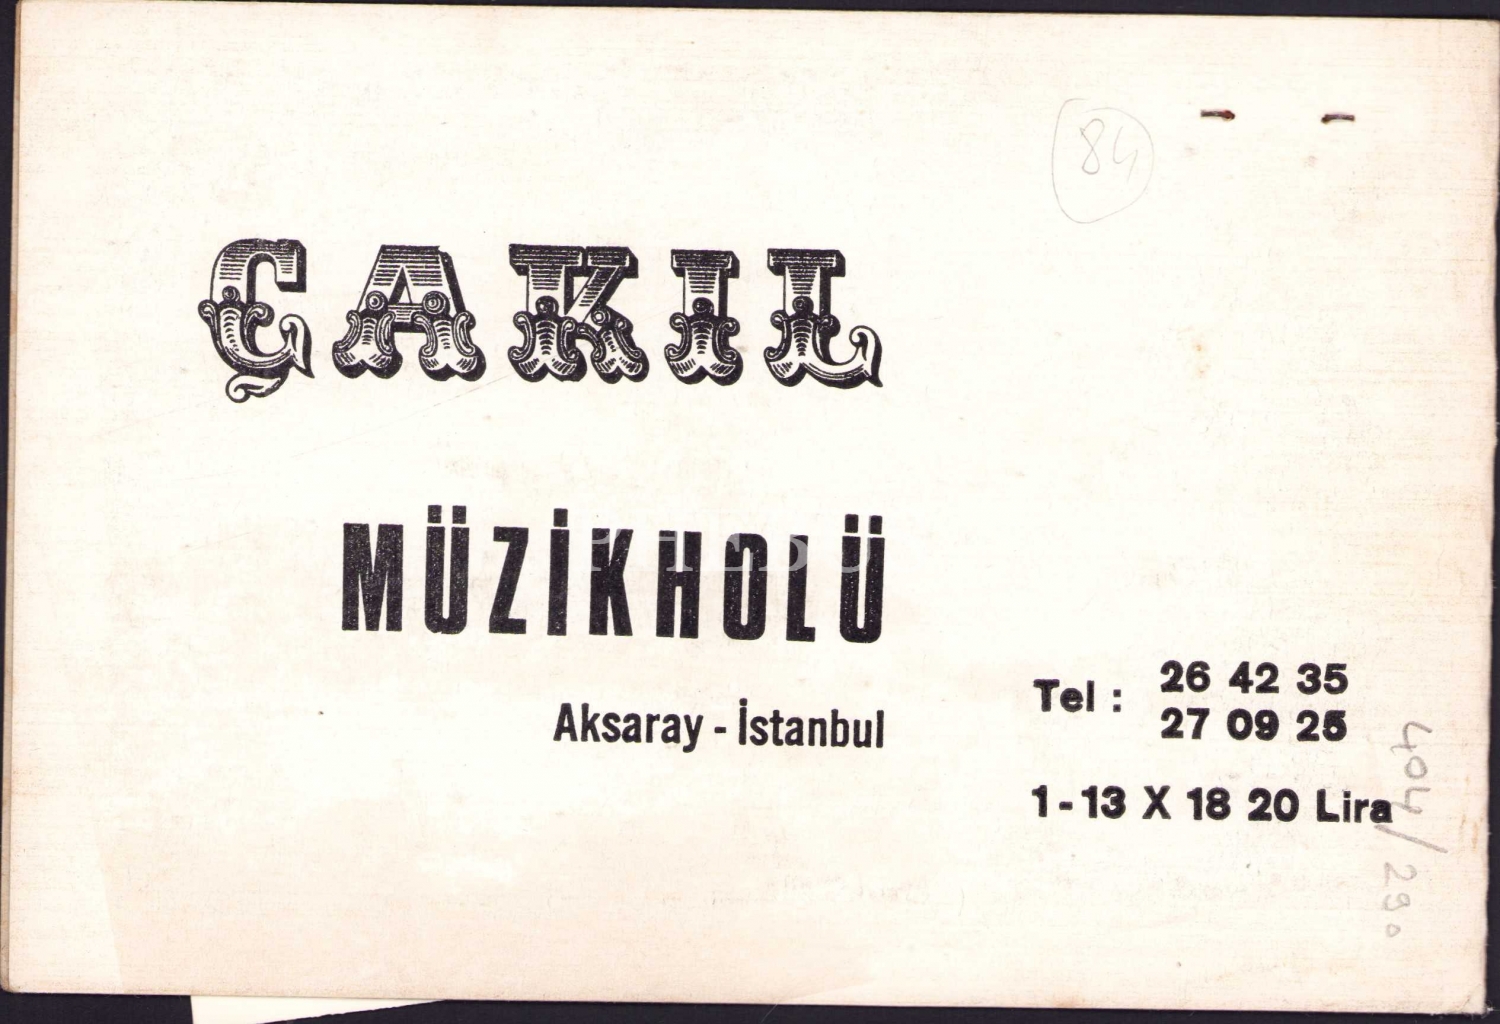 84
ÇAKIL
MÜZİKHOLÜ
PHEBUS
Aksaray - İstanbul
Tel : 26 42 35
27 09 25
1 - 13 X 18 20 Lira
404/290